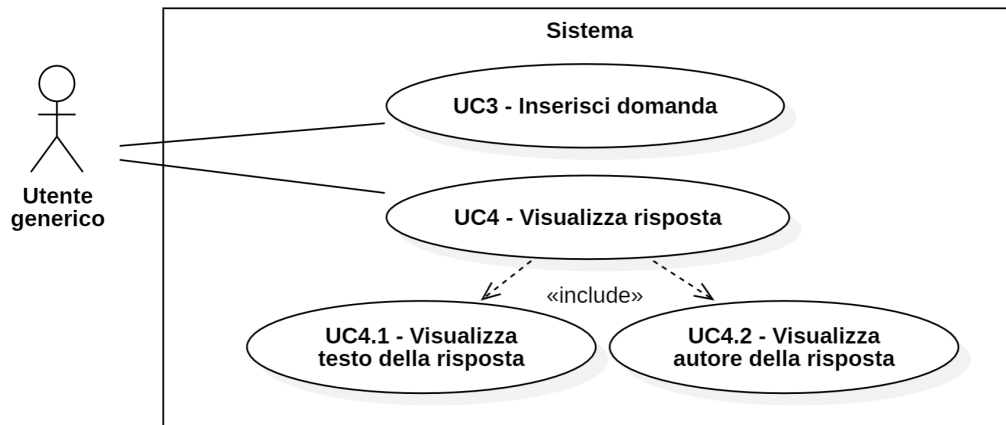 Sistema
UC3 - Inserisci domanda
Utente
generico
UC4 - Visualizza risposta
«include»
UC4.1 - Visualizza
testo della risposta
UC4.2 - Visualizza
autore della risposta